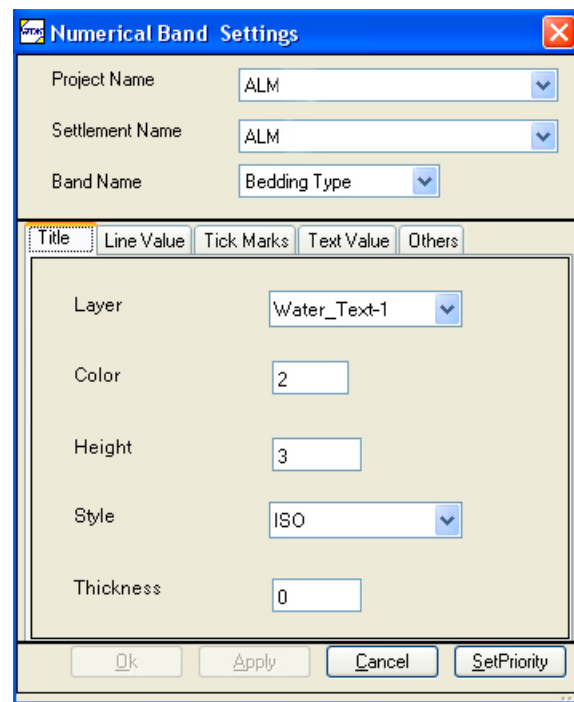 Numerical Band Settings
Project Name ALM
Settlement Name ALM
Band Name Bedding Type
Title Line Value Tick Marks Text Value Others
Layer Water_Text-1
Color 2
Height 3
Style ISO
Thickness 0
Ok Apply Cancel SetPriority